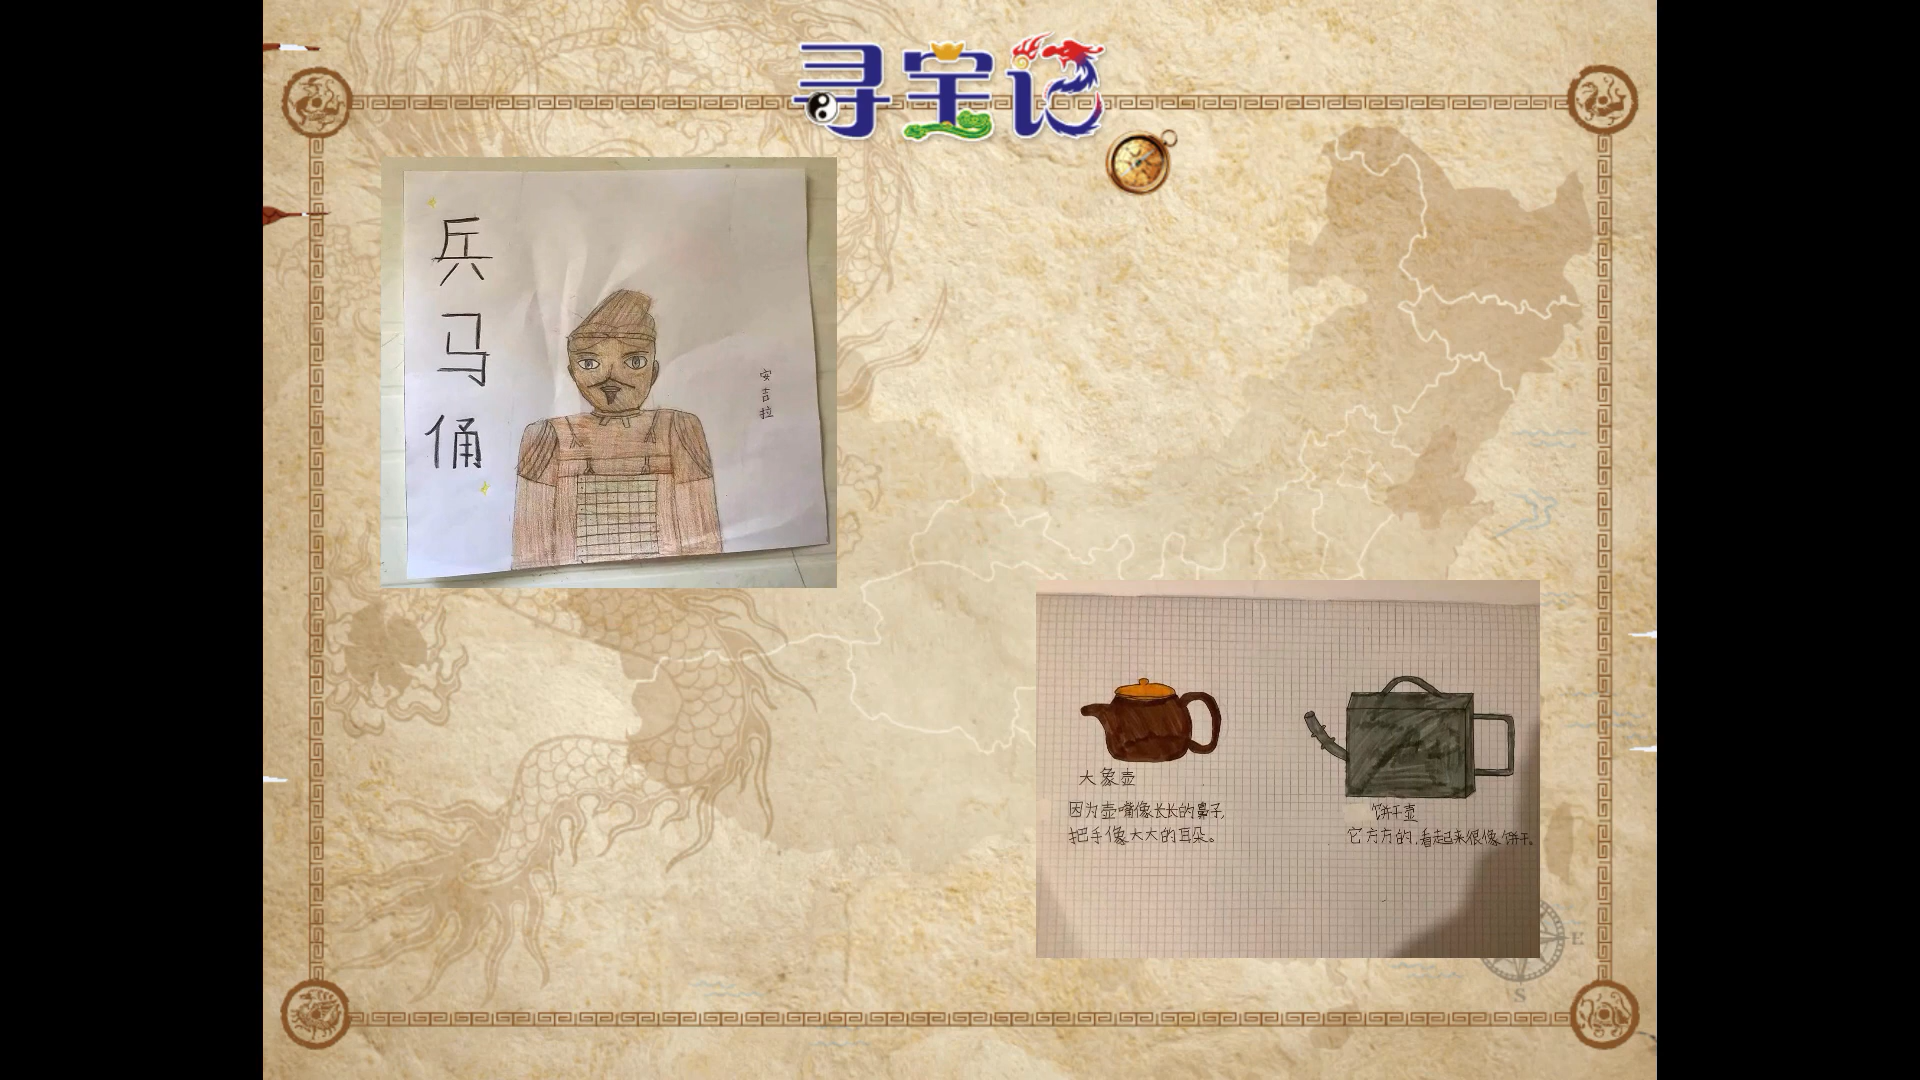 寻宝记
兵马俑
安吉拉
大象壶
因为壶嘴像长长的鼻子,
把手像大大的耳朵。
饼干壶
它方方的,看起来很像饼干。
E
S